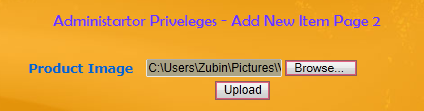 Administartor Priveleges - Add New Item Page 2
Product Image C:\Users\Zubin\Pictures\\ Browse...
Upload